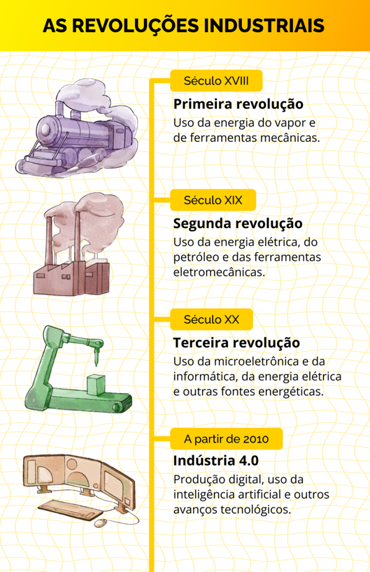 AS REVOLUÇÕES INDUSTRIAIS
Século XVIII
Primeira revolução
Uso da energia do vapor e
de ferramentas mecânicas.
Século XIX
Segunda revolução
Uso da energia elétrica, do
petróleo e das ferramentas
eletromecânicas.
Século XX
Terceira revolução
Uso da microeletrônica e da
informática, da energia elétrica
e outras fontes energéticas.
A partir de 2010
Indústria 4.0
Produção digital, uso da
inteligência artificial e outros
avanços tecnológicos.